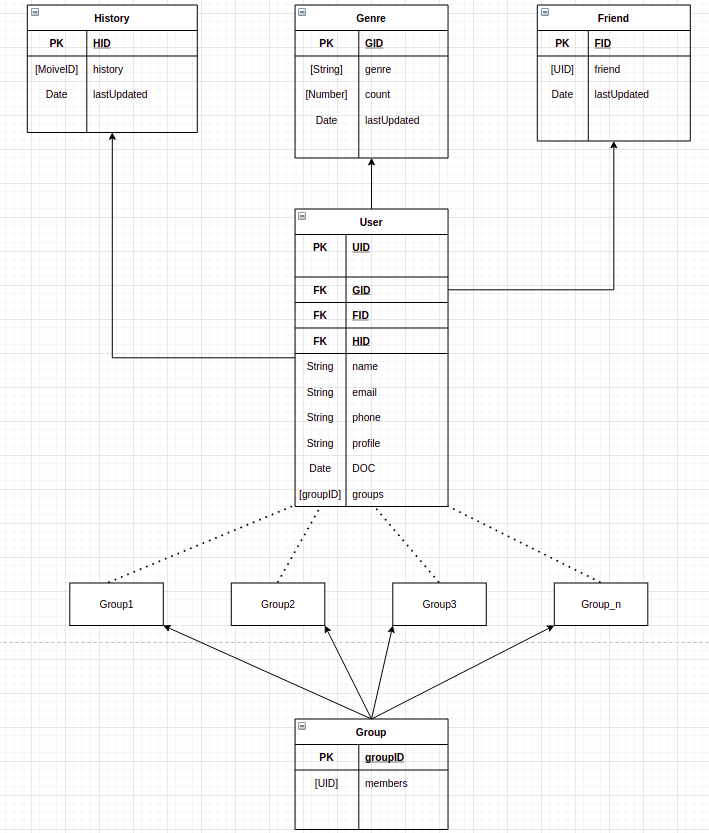 History
PK HID
[MoiveID] history
Date lastUpdated
Genre
PK GID
[String] genre
[Number] count
Date lastUpdated
Friend
PK FID
[UID] friend
Date lastUpdated
User
PK UID
FK GID
FK FID
FK HID
String name
String email
String phone
String profile
Date DOC
[groupID] groups
Group1
Group2
Group3
Group_n
Group
PK groupID
[UID] members